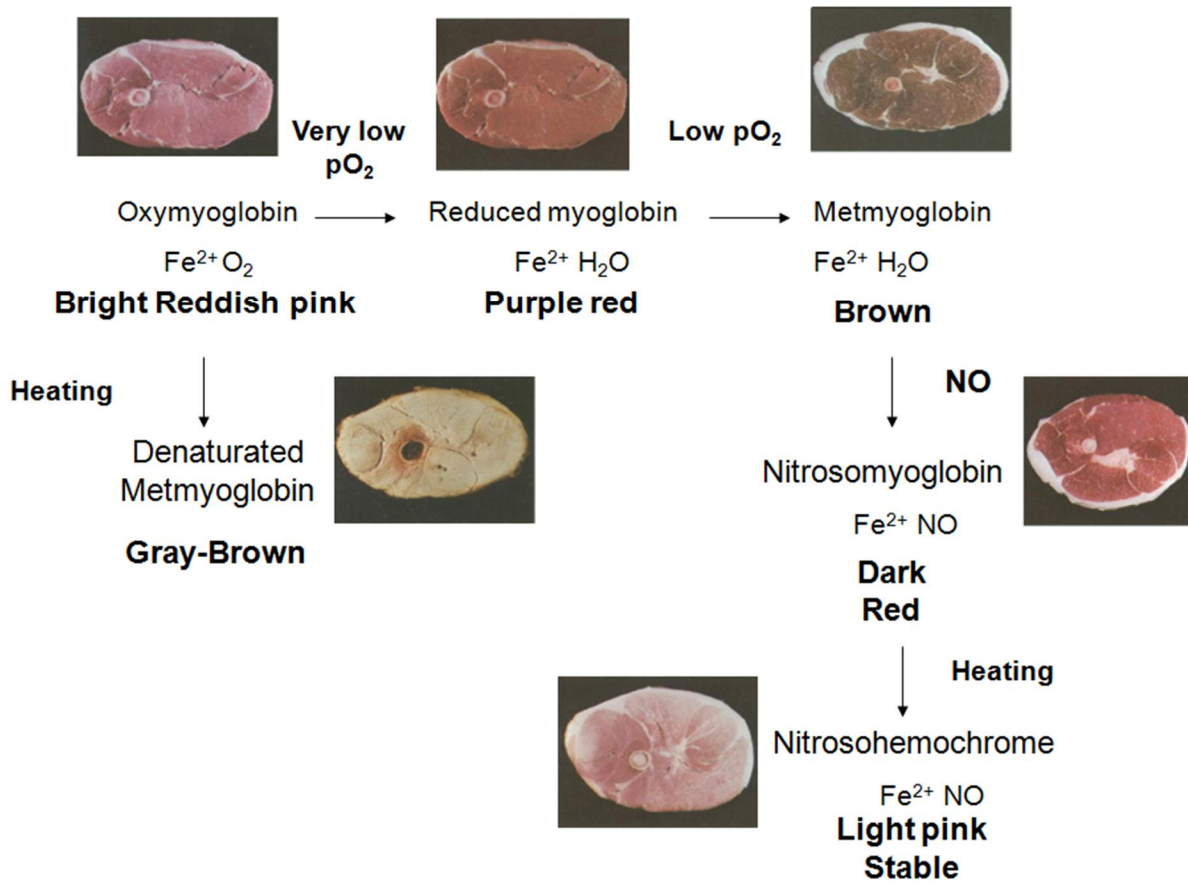 Very low
pO₂
Low pO₂
Oxymyoglobin
Reduced myoglobin
Metmyoglobin
Fe²⁺ O₂
Fe²⁺ H₂O
Fe²⁺ H₂O
Bright Reddish pink
Purple red
Brown
Heating
NO
Denaturated
Metmyoglobin
Gray-Brown
Nitrosomyoglobin
Fe²⁺ NO
Dark
Red
Heating
Nitrosohemochrome
Fe²⁺ NO
Light pink
Stable